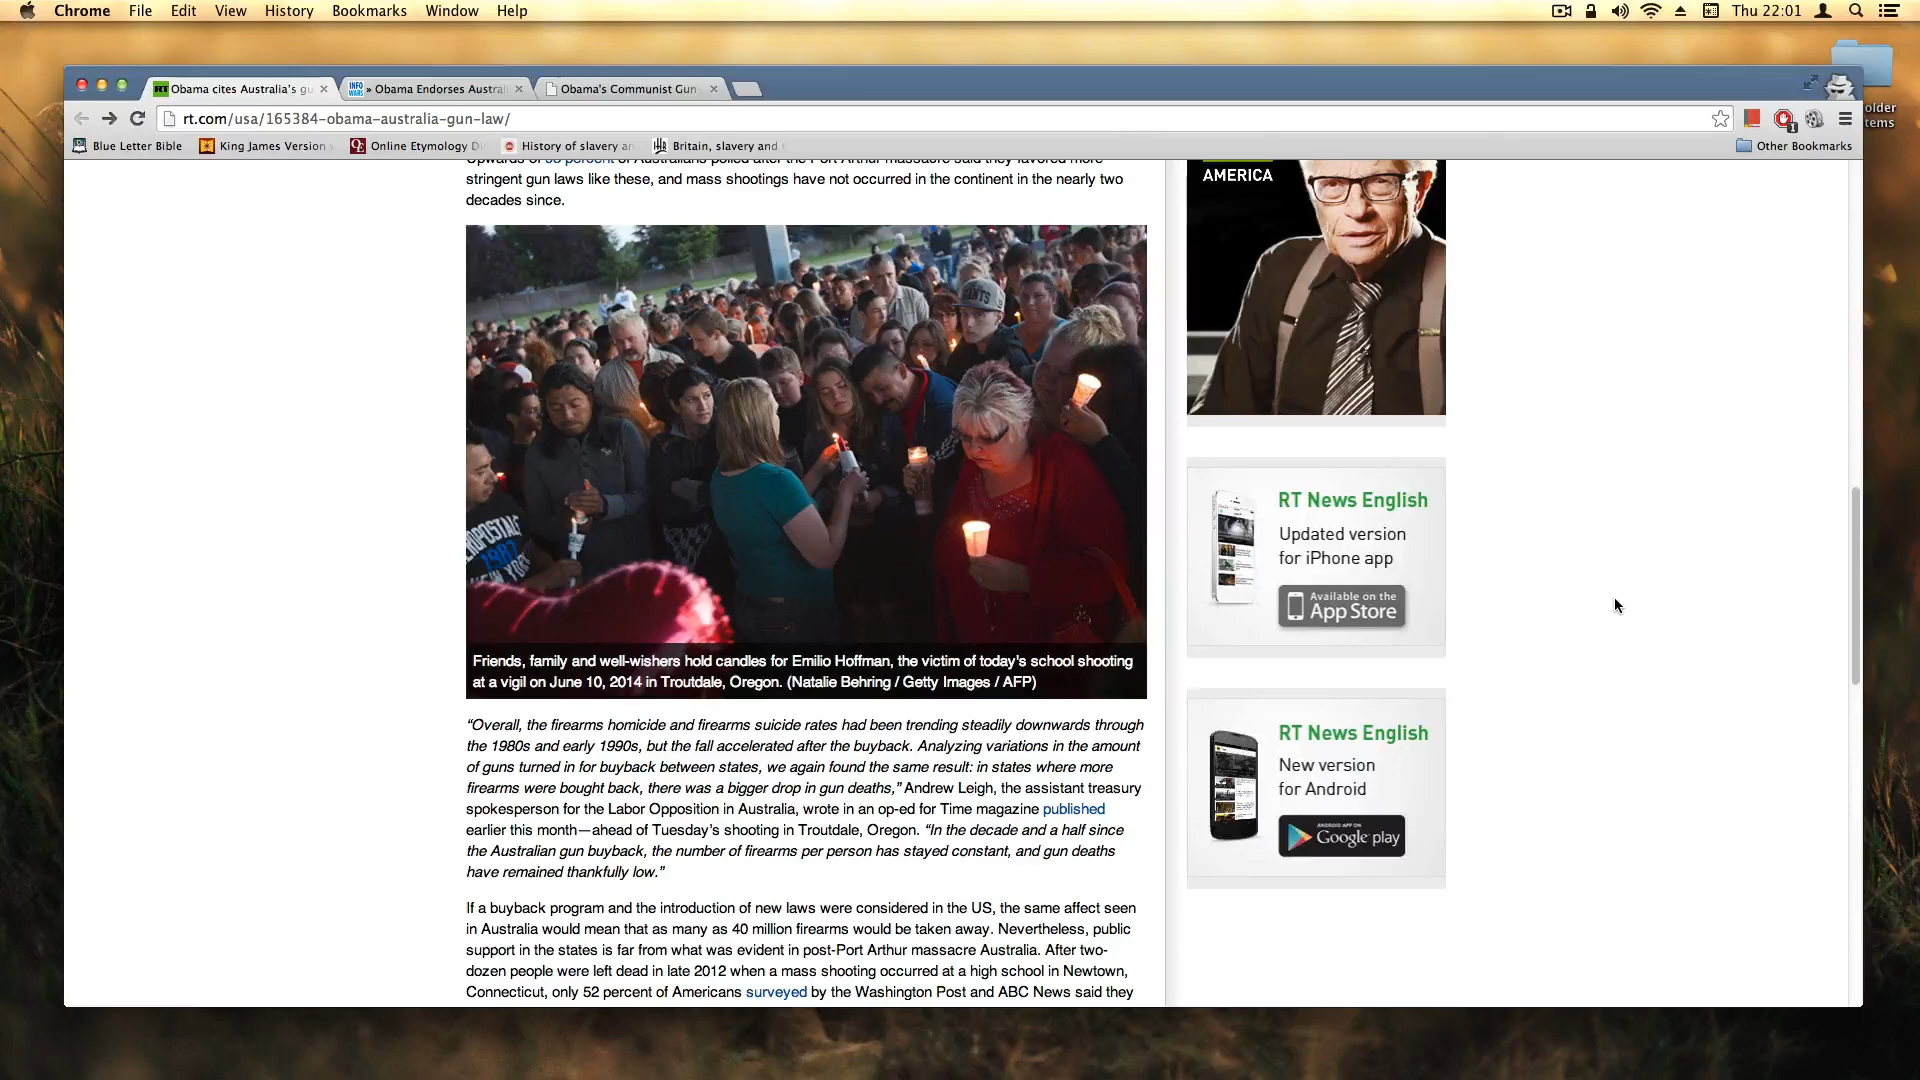 Chrome File Edit View History Bookmarks Window Help
Thu 22:01
Obama cites Australia's gu
» Obama Endorses Austral
Obama's Communist Gun
rt.com/usa/165384-obama-australia-gun-law/
Blue Letter Bible
King James Version
Online Etymology Di
History of slavery an
Britain, slavery and
Other Bookmarks
stringent gun laws like these, and mass shootings have not occurred in the continent in the nearly two
decades since.
GIANTS
AEROPOSTALE
1987
NEW YORK
Friends, family and well-wishers hold candles for Emilio Hoffman, the victim of today's school shooting
at a vigil on June 10, 2014 in Troutdale, Oregon. (Natalie Behring / Getty Images / AFP)
“Overall, the firearms homicide and firearms suicide rates had been trending steadily downwards through
the 1980s and early 1990s, but the fall accelerated after the buyback. Analyzing variations in the amount
of guns turned in for buyback between states, we again found the same result: in states where more
firearms were bought back, there was a bigger drop in gun deaths,” Andrew Leigh, the assistant treasury
spokesperson for the Labor Opposition in Australia, wrote in an op-ed for Time magazine published
earlier this month—ahead of Tuesday's shooting in Troutdale, Oregon. “In the decade and a half since
the Australian gun buyback, the number of firearms per person has stayed constant, and gun deaths
have remained thankfully low.”
If a buyback program and the introduction of new laws were considered in the US, the same affect seen
in Australia would mean that as many as 40 million firearms would be taken away. Nevertheless, public
support in the states is far from what was evident in post-Port Arthur massacre Australia. After two-
dozen people were left dead in late 2012 when a mass shooting occurred at a high school in Newtown,
Connecticut, only 52 percent of Americans surveyed by the Washington Post and ABC News said they
AMERICA
RT News English
Updated version
for iPhone app
Available on the
App Store
RT News English
New version
for Android
ANDROID APP ON
Google play
older
items